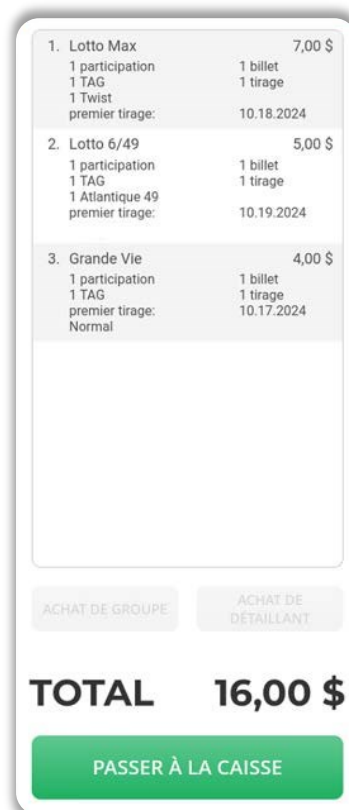 1. Lotto Max 7,00 $
1 participation 1 billet
1 TAG 1 tirage
1 Twist
premier tirage: 10.18.2024
2. Lotto 6/49 5,00 $
1 participation 1 billet
1 TAG 1 tirage
1 Atlantique 49
premier tirage: 10.19.2024
3. Grande Vie 4,00 $
1 participation 1 billet
1 TAG 1 tirage
premier tirage: 10.17.2024
Normal
ACHAT DE GROUPE
ACHAT DE
DÉTAILLANT
TOTAL 16,00 $
PASSER À LA CAISSE